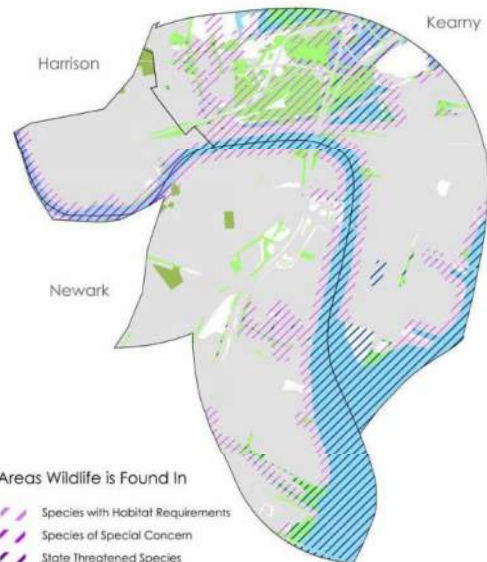 Kearny
Harrison
Newark
Areas Wildlife is Found In
Species with Habitat Requirements
Species of Special Concern
State Threatened Species